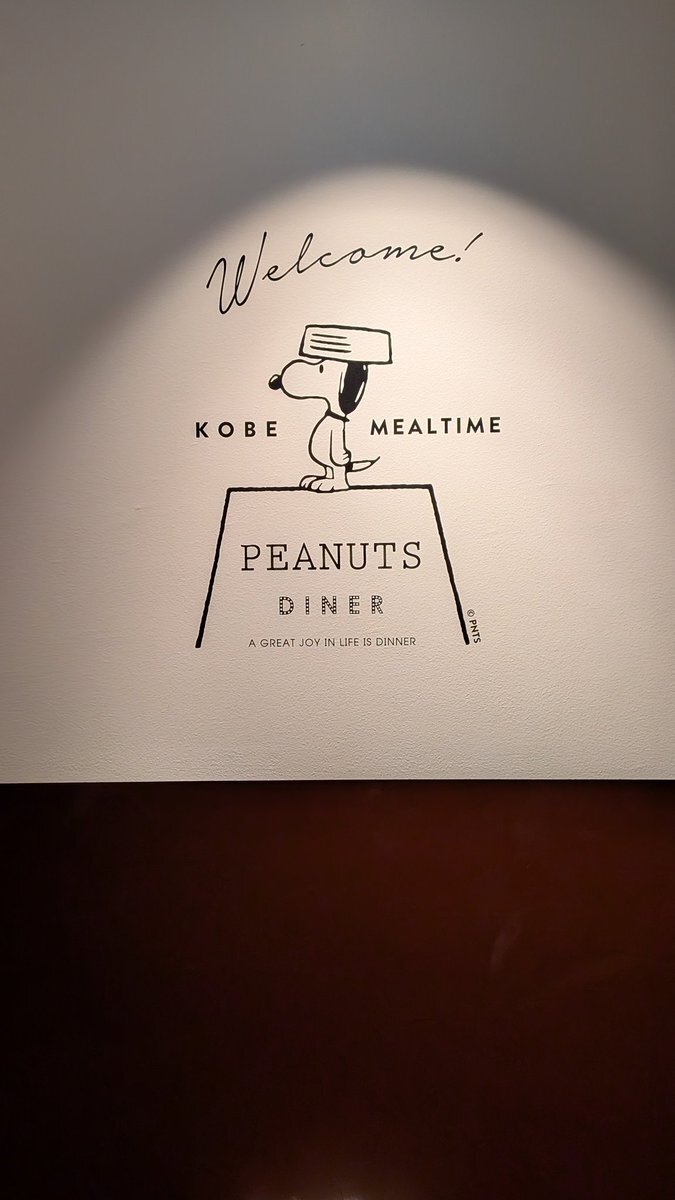 Welcome!
KOBE MEALTIME
PEANUTS
DINER
A GREAT JOY IN LIFE IS DINNER
© PNTS